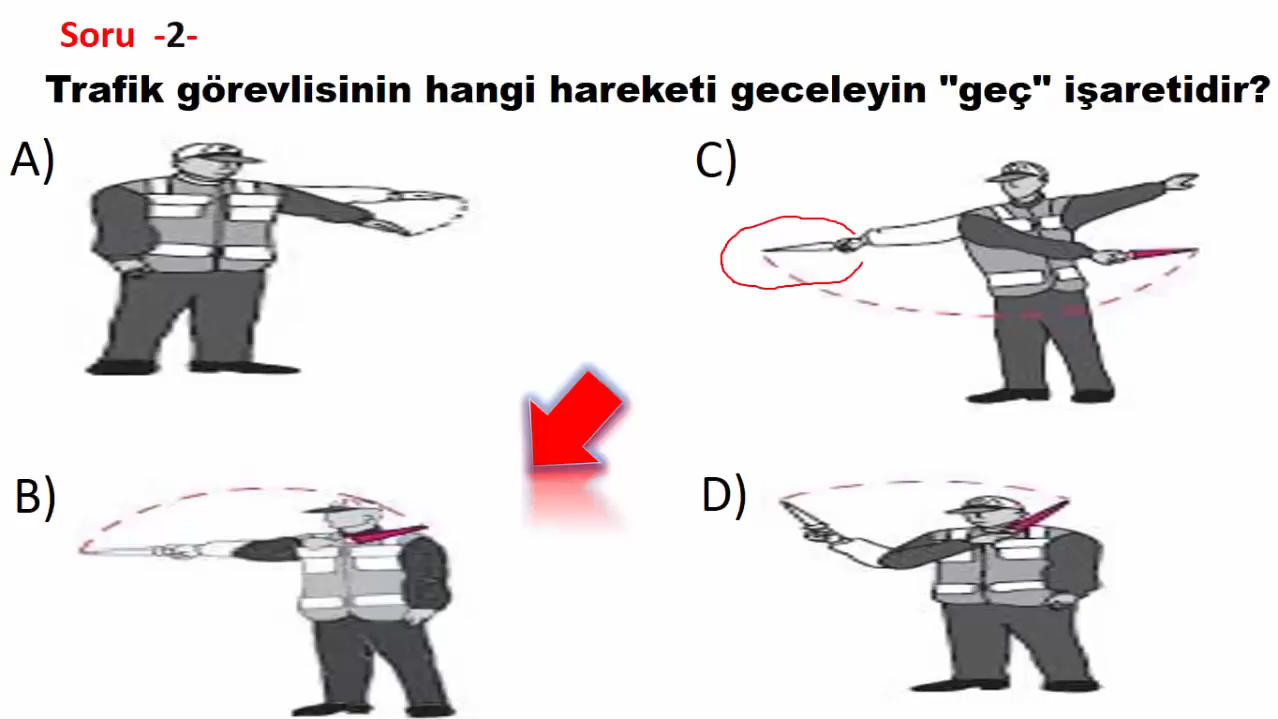 Soru -2-
Trafik görevlisinin hangi hareketi geceleyin "geç" işaretidir?
A)
C)
B)
D)